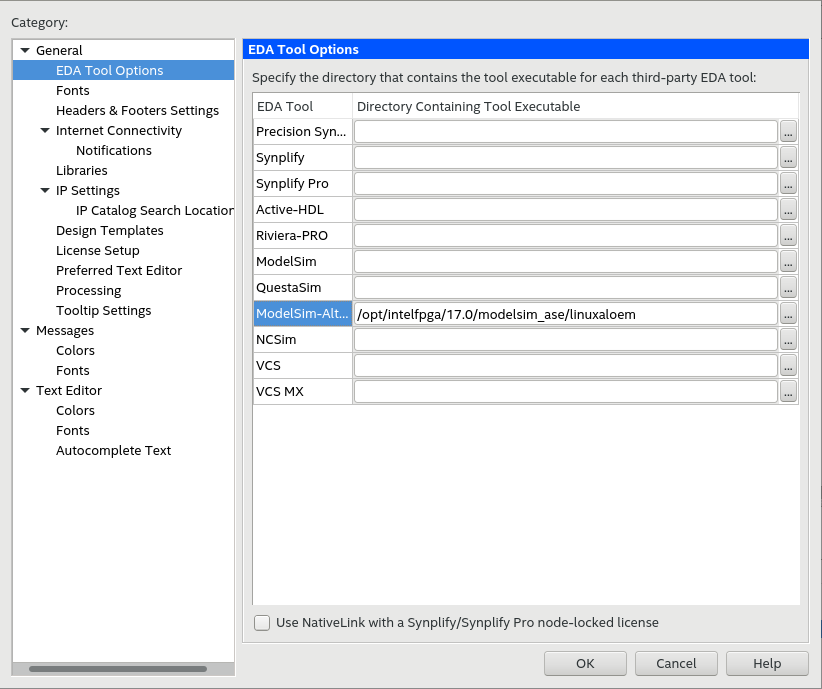 Category:
General
EDA Tool Options
Fonts
Headers & Footers Settings
Internet Connectivity
Notifications
Libraries
IP Settings
IP Catalog Search Location
Design Templates
License Setup
Preferred Text Editor
Processing
Tooltip Settings
Messages
Colors
Fonts
Text Editor
Colors
Fonts
Autocomplete Text
EDA Tool Options
Specify the directory that contains the tool executable for each third-party EDA tool:
EDA Tool Directory Containing Tool Executable
Precision Syn... ...
Synplify ...
Synplify Pro ...
Active-HDL ...
Riviera-PRO ...
ModelSim ...
QuestaSim ...
ModelSim-Alt... /opt/intelfpga/17.0/modelsim_ase/linuxaloem ...
NCSim ...
VCS ...
VCS MX ...
Use NativeLink with a Synplify/Synplify Pro node-locked license
OK Cancel Help